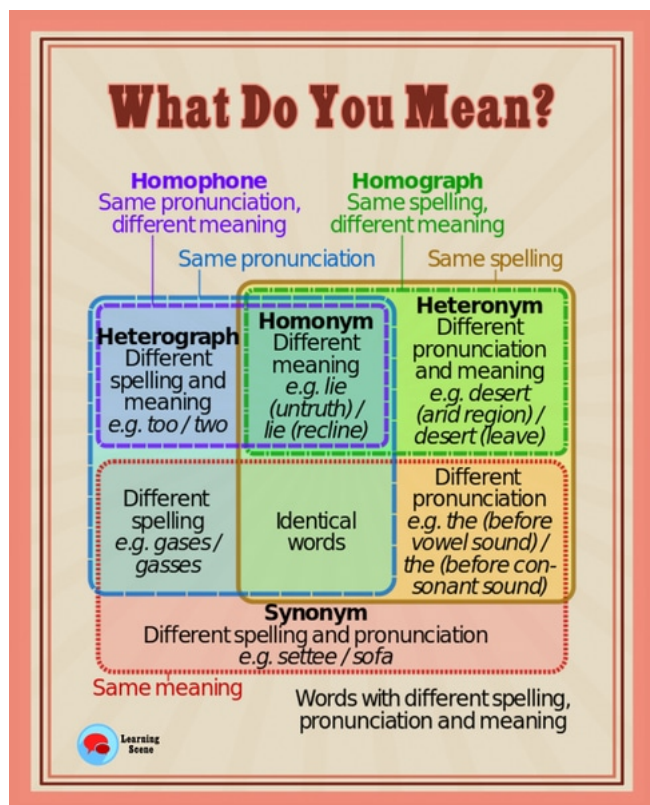 What Do You Mean?
Homophone
Same pronunciation,
different meaning
Homograph
Same spelling,
different meaning
Same pronunciation
Same spelling
Heterograph
Different
spelling and
meaning
e.g. too / two
Homonym
Different
meaning
e.g. lie
(untruth) /
lie (recline)
Heteronym
Different
pronunciation
and meaning
e.g. desert
(arid region) /
desert (leave)
Different
spelling
e.g. gases /
gasses
Identical
words
Different
pronunciation
e.g. the (before
vowel sound) /
the (before con-
sonant sound)
Synonym
Different spelling and pronunciation
e.g. settee / sofa
Same meaning
Words with different spelling,
pronunciation and meaning
Learning
Scene